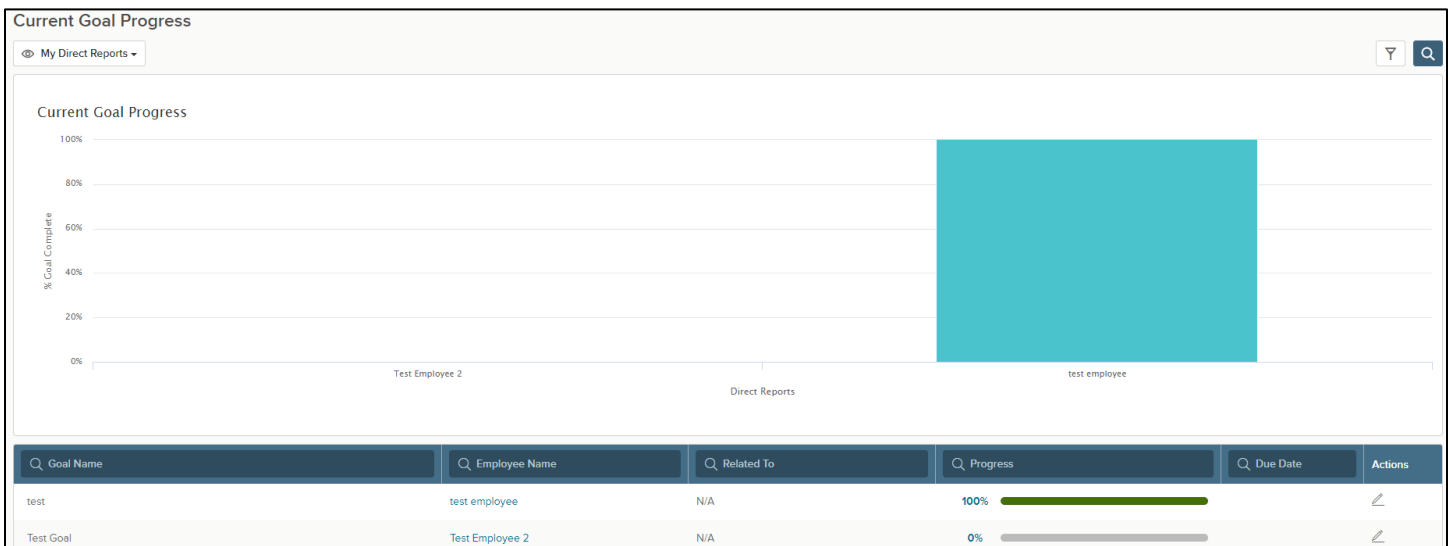 Current Goal Progress
My Direct Reports
Current Goal Progress
100%
80%
60%
40%
20%
0%
% Goal Complete
Test Employee 2
test employee
Direct Reports
Goal Name Employee Name Related To Progress Due Date Actions
test test employee N/A 100%
Test Goal Test Employee 2 N/A 0%